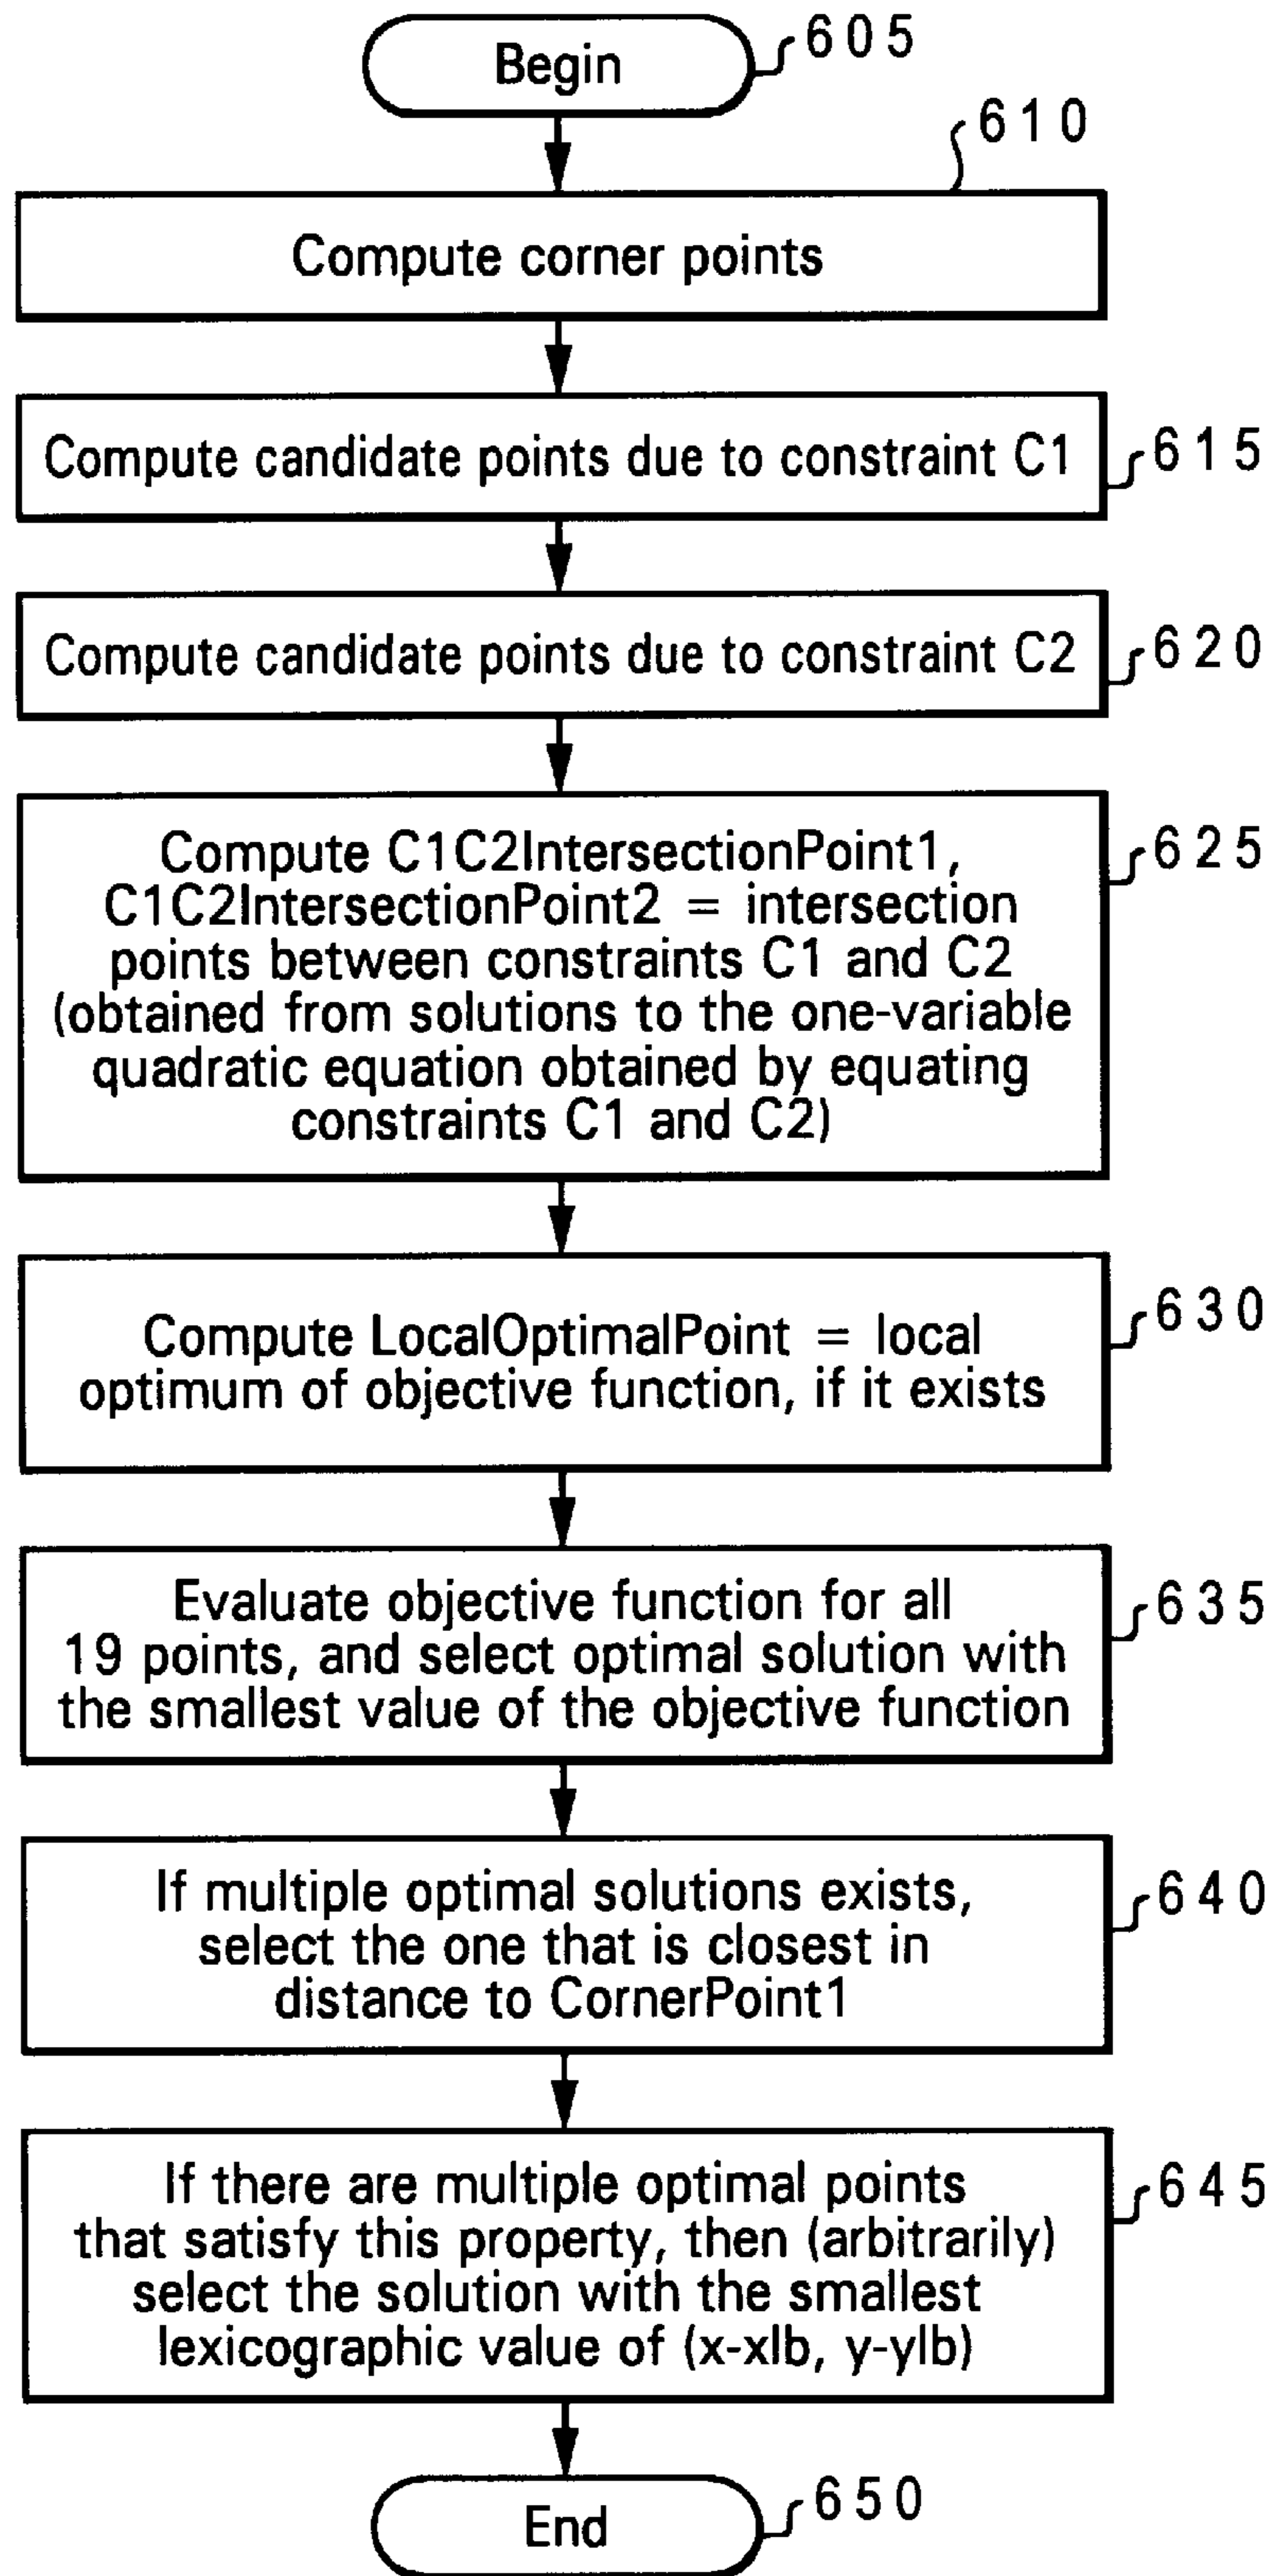 Begin
605
610
Compute corner points
Compute candidate points due to constraint C1
615
Compute candidate points due to constraint C2
620
Compute C1C2IntersectionPoint1,
C1C2IntersectionPoint2 = intersection
points between constraints C1 and C2
(obtained from solutions to the one-variable
quadratic equation obtained by equating
constraints C1 and C2)
625
Compute LocalOptimalPoint = local
optimum of objective function, if it exists
630
Evaluate objective function for all
19 points, and select optimal solution with
the smallest value of the objective function
635
If multiple optimal solutions exists,
select the one that is closest in
distance to CornerPoint1
640
If there are multiple optimal points
that satisfy this property, then (arbitrarily)
select the solution with the smallest
lexicographic value of (x-xlb, y-ylb)
645
End
650